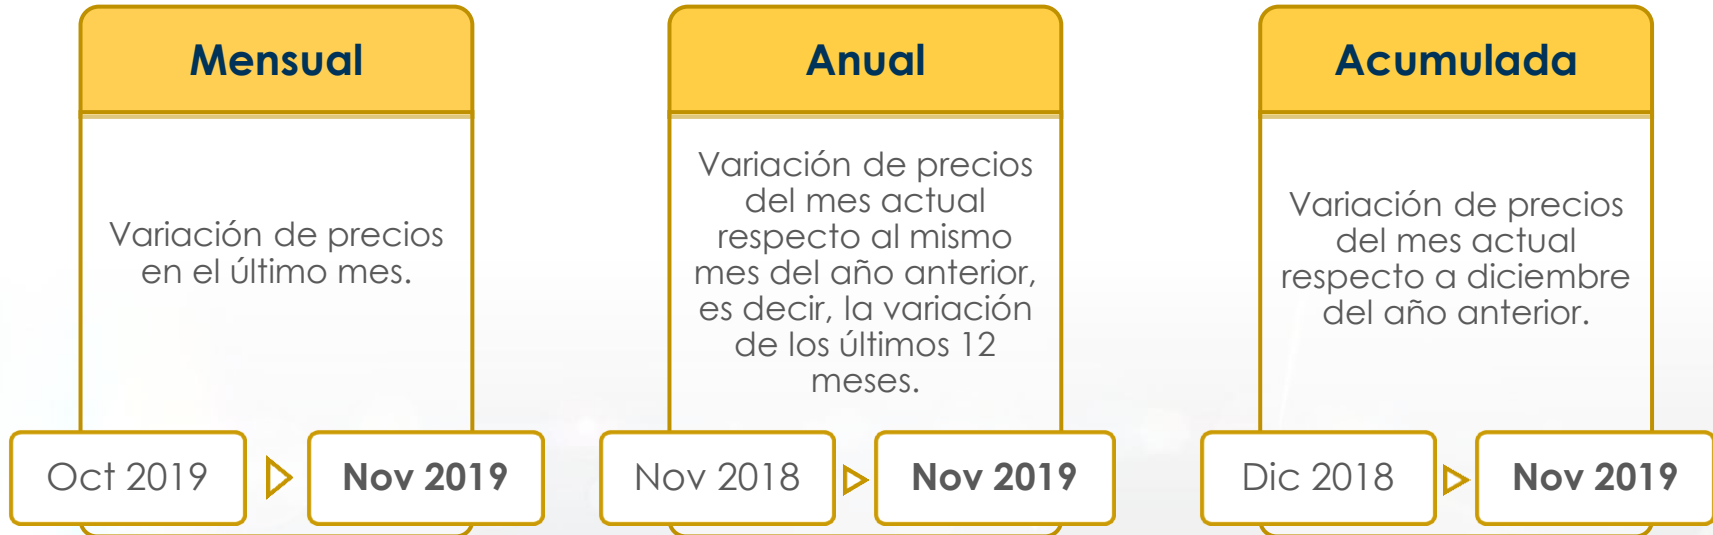 Mensual
Variación de precios
en el último mes.
Oct 2019
Nov 2019
Anual
Variación de precios
del mes actual
respecto al mismo
mes del año anterior,
es decir, la variación
de los últimos 12
meses.
Nov 2018
Nov 2019
Acumulada
Variación de precios
del mes actual
respecto a diciembre
del año anterior.
Dic 2018
Nov 2019